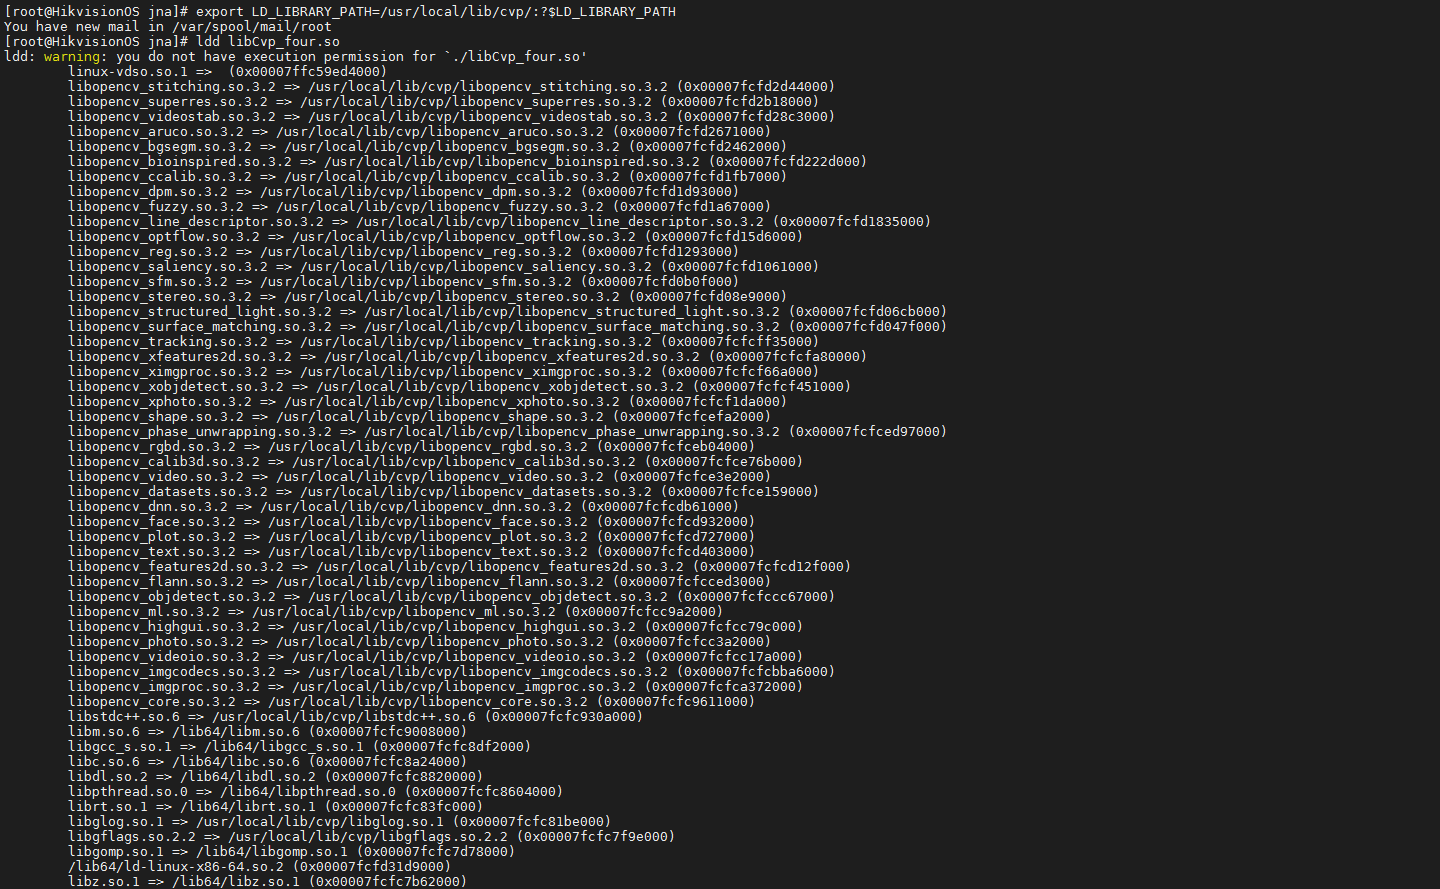 [root@HikvisionOS jna]# export LD_LIBRARY_PATH=/usr/local/lib/cvp/:?$LD_LIBRARY_PATH
You have new mail in /var/spool/mail/root
[root@HikvisionOS jna]# ldd libCvp_four.so
ldd: warning: you do not have execution permission for `./libCvp_four.so'
linux-vdso.so.1 =>  (0x00007ffc59ed4000)
libopencv_stitching.so.3.2 => /usr/local/lib/cvp/libopencv_stitching.so.3.2 (0x00007fcfd2d44000)
libopencv_superres.so.3.2 => /usr/local/lib/cvp/libopencv_superres.so.3.2 (0x00007fcfd2b18000)
libopencv_videostab.so.3.2 => /usr/local/lib/cvp/libopencv_videostab.so.3.2 (0x00007fcfd28c3000)
libopencv_aruco.so.3.2 => /usr/local/lib/cvp/libopencv_aruco.so.3.2 (0x00007fcfd2671000)
libopencv_bgsegm.so.3.2 => /usr/local/lib/cvp/libopencv_bgsegm.so.3.2 (0x00007fcfd2462000)
libopencv_bioinspired.so.3.2 => /usr/local/lib/cvp/libopencv_bioinspired.so.3.2 (0x00007fcfd222d000)
libopencv_ccalib.so.3.2 => /usr/local/lib/cvp/libopencv_ccalib.so.3.2 (0x00007fcfd1fb7000)
libopencv_dpm.so.3.2 => /usr/local/lib/cvp/libopencv_dpm.so.3.2 (0x00007fcfd1d93000)
libopencv_fuzzy.so.3.2 => /usr/local/lib/cvp/libopencv_fuzzy.so.3.2 (0x00007fcfd1a67000)
libopencv_line_descriptor.so.3.2 => /usr/local/lib/cvp/libopencv_line_descriptor.so.3.2 (0x00007fcfd1835000)
libopencv_optflow.so.3.2 => /usr/local/lib/cvp/libopencv_optflow.so.3.2 (0x00007fcfd15d6000)
libopencv_reg.so.3.2 => /usr/local/lib/cvp/libopencv_reg.so.3.2 (0x00007fcfd1293000)
libopencv_saliency.so.3.2 => /usr/local/lib/cvp/libopencv_saliency.so.3.2 (0x00007fcfd1061000)
libopencv_sfm.so.3.2 => /usr/local/lib/cvp/libopencv_sfm.so.3.2 (0x00007fcfd0b0f000)
libopencv_stereo.so.3.2 => /usr/local/lib/cvp/libopencv_stereo.so.3.2 (0x00007fcfd08e9000)
libopencv_structured_light.so.3.2 => /usr/local/lib/cvp/libopencv_structured_light.so.3.2 (0x00007fcfd06cb000)
libopencv_surface_matching.so.3.2 => /usr/local/lib/cvp/libopencv_surface_matching.so.3.2 (0x00007fcfd047f000)
libopencv_tracking.so.3.2 => /usr/local/lib/cvp/libopencv_tracking.so.3.2 (0x00007fcfcff35000)
libopencv_xfeatures2d.so.3.2 => /usr/local/lib/cvp/libopencv_xfeatures2d.so.3.2 (0x00007fcfcfa80000)
libopencv_ximgproc.so.3.2 => /usr/local/lib/cvp/libopencv_ximgproc.so.3.2 (0x00007fcfcf66a000)
libopencv_xobjdetect.so.3.2 => /usr/local/lib/cvp/libopencv_xobjdetect.so.3.2 (0x00007fcfcf451000)
libopencv_xphoto.so.3.2 => /usr/local/lib/cvp/libopencv_xphoto.so.3.2 (0x00007fcfcf1da000)
libopencv_shape.so.3.2 => /usr/local/lib/cvp/libopencv_shape.so.3.2 (0x00007fcfcefa2000)
libopencv_phase_unwrapping.so.3.2 => /usr/local/lib/cvp/libopencv_phase_unwrapping.so.3.2 (0x00007fcfced97000)
libopencv_rgbd.so.3.2 => /usr/local/lib/cvp/libopencv_rgbd.so.3.2 (0x00007fcfceb04000)
libopencv_calib3d.so.3.2 => /usr/local/lib/cvp/libopencv_calib3d.so.3.2 (0x00007fcfce76b000)
libopencv_video.so.3.2 => /usr/local/lib/cvp/libopencv_video.so.3.2 (0x00007fcfce3e2000)
libopencv_datasets.so.3.2 => /usr/local/lib/cvp/libopencv_datasets.so.3.2 (0x00007fcfce159000)
libopencv_dnn.so.3.2 => /usr/local/lib/cvp/libopencv_dnn.so.3.2 (0x00007fcfcdb61000)
libopencv_face.so.3.2 => /usr/local/lib/cvp/libopencv_face.so.3.2 (0x00007fcfcd932000)
libopencv_plot.so.3.2 => /usr/local/lib/cvp/libopencv_plot.so.3.2 (0x00007fcfcd727000)
libopencv_text.so.3.2 => /usr/local/lib/cvp/libopencv_text.so.3.2 (0x00007fcfcd403000)
libopencv_features2d.so.3.2 => /usr/local/lib/cvp/libopencv_features2d.so.3.2 (0x00007fcfcd12f000)
libopencv_flann.so.3.2 => /usr/local/lib/cvp/libopencv_flann.so.3.2 (0x00007fcfcced3000)
libopencv_objdetect.so.3.2 => /usr/local/lib/cvp/libopencv_objdetect.so.3.2 (0x00007fcfccc67000)
libopencv_ml.so.3.2 => /usr/local/lib/cvp/libopencv_ml.so.3.2 (0x00007fcfcc9a2000)
libopencv_highgui.so.3.2 => /usr/local/lib/cvp/libopencv_highgui.so.3.2 (0x00007fcfcc79c000)
libopencv_photo.so.3.2 => /usr/local/lib/cvp/libopencv_photo.so.3.2 (0x00007fcfcc3a2000)
libopencv_videoio.so.3.2 => /usr/local/lib/cvp/libopencv_videoio.so.3.2 (0x00007fcfcc17a000)
libopencv_imgcodecs.so.3.2 => /usr/local/lib/cvp/libopencv_imgcodecs.so.3.2 (0x00007fcfcbba6000)
libopencv_imgproc.so.3.2 => /usr/local/lib/cvp/libopencv_imgproc.so.3.2 (0x00007fcfca372000)
libopencv_core.so.3.2 => /usr/local/lib/cvp/libopencv_core.so.3.2 (0x00007fcfc9611000)
libstdc++.so.6 => /usr/local/lib/cvp/libstdc++.so.6 (0x00007fcfc930a000)
libm.so.6 => /lib64/libm.so.6 (0x00007fcfc9008000)
libgcc_s.so.1 => /lib64/libgcc_s.so.1 (0x00007fcfc8df2000)
libc.so.6 => /lib64/libc.so.6 (0x00007fcfc8a24000)
libdl.so.2 => /lib64/libdl.so.2 (0x00007fcfc8820000)
libpthread.so.0 => /lib64/libpthread.so.0 (0x00007fcfc8604000)
librt.so.1 => /lib64/librt.so.1 (0x00007fcfc83fc000)
libglog.so.1 => /usr/local/lib/cvp/libglog.so.1 (0x00007fcfc81be000)
libgflags.so.2.2 => /usr/local/lib/cvp/libgflags.so.2.2 (0x00007fcfc7f9e000)
libgomp.so.1 => /lib64/libgomp.so.1 (0x00007fcfc7d78000)
/lib64/ld-linux-x86-64.so.2 (0x00007fcfd31d9000)
libz.so.1 => /lib64/libz.so.1 (0x00007fcfc7b62000)